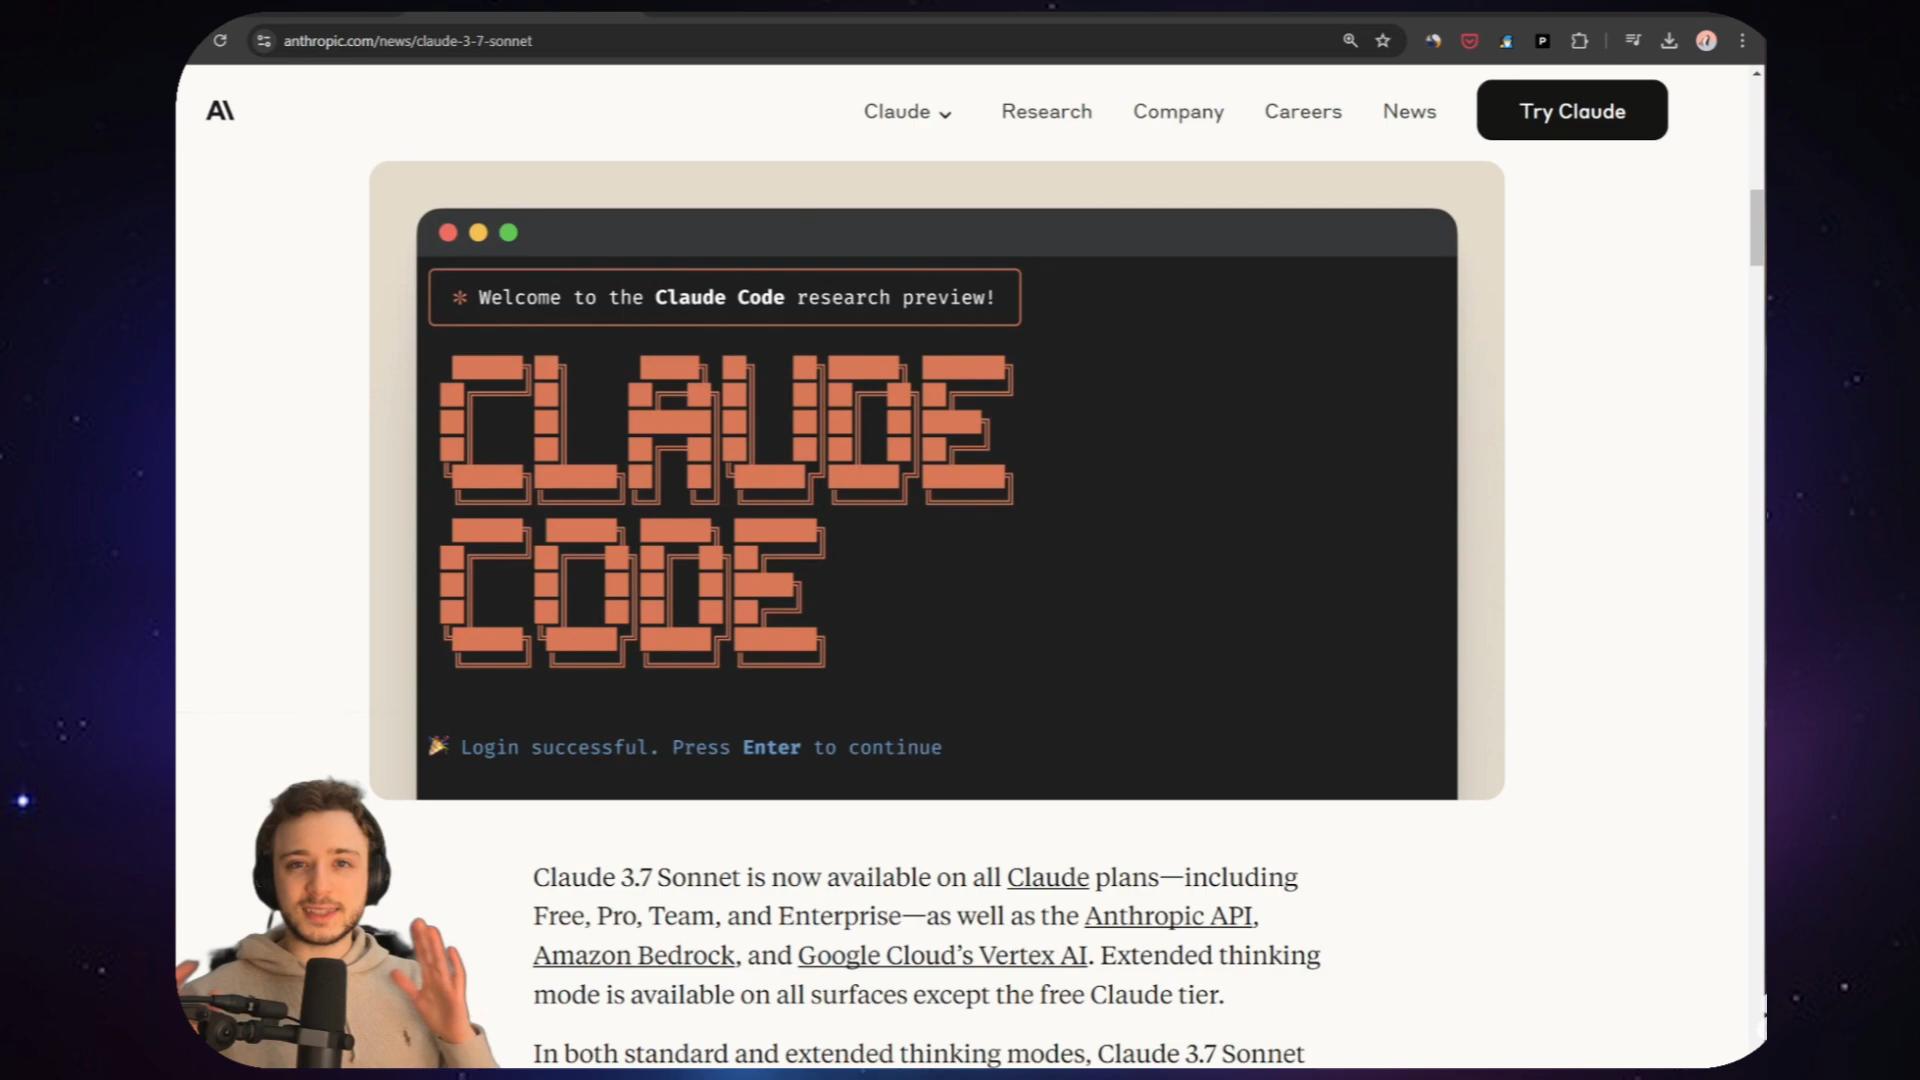 anthropic.com/news/claude-3-7-sonnet
A\
Claude Research Company Careers News Try Claude
* Welcome to the Claude Code research preview!
CLAUDE
CODE
Login successful. Press Enter to continue
Claude 3.7 Sonnet is now available on all Claude plans—including
Free, Pro, Team, and Enterprise—as well as the Anthropic API,
Amazon Bedrock, and Google Cloud’s Vertex AI. Extended thinking
mode is available on all surfaces except the free Claude tier.
In both standard and extended thinking modes, Claude 3.7 Sonnet